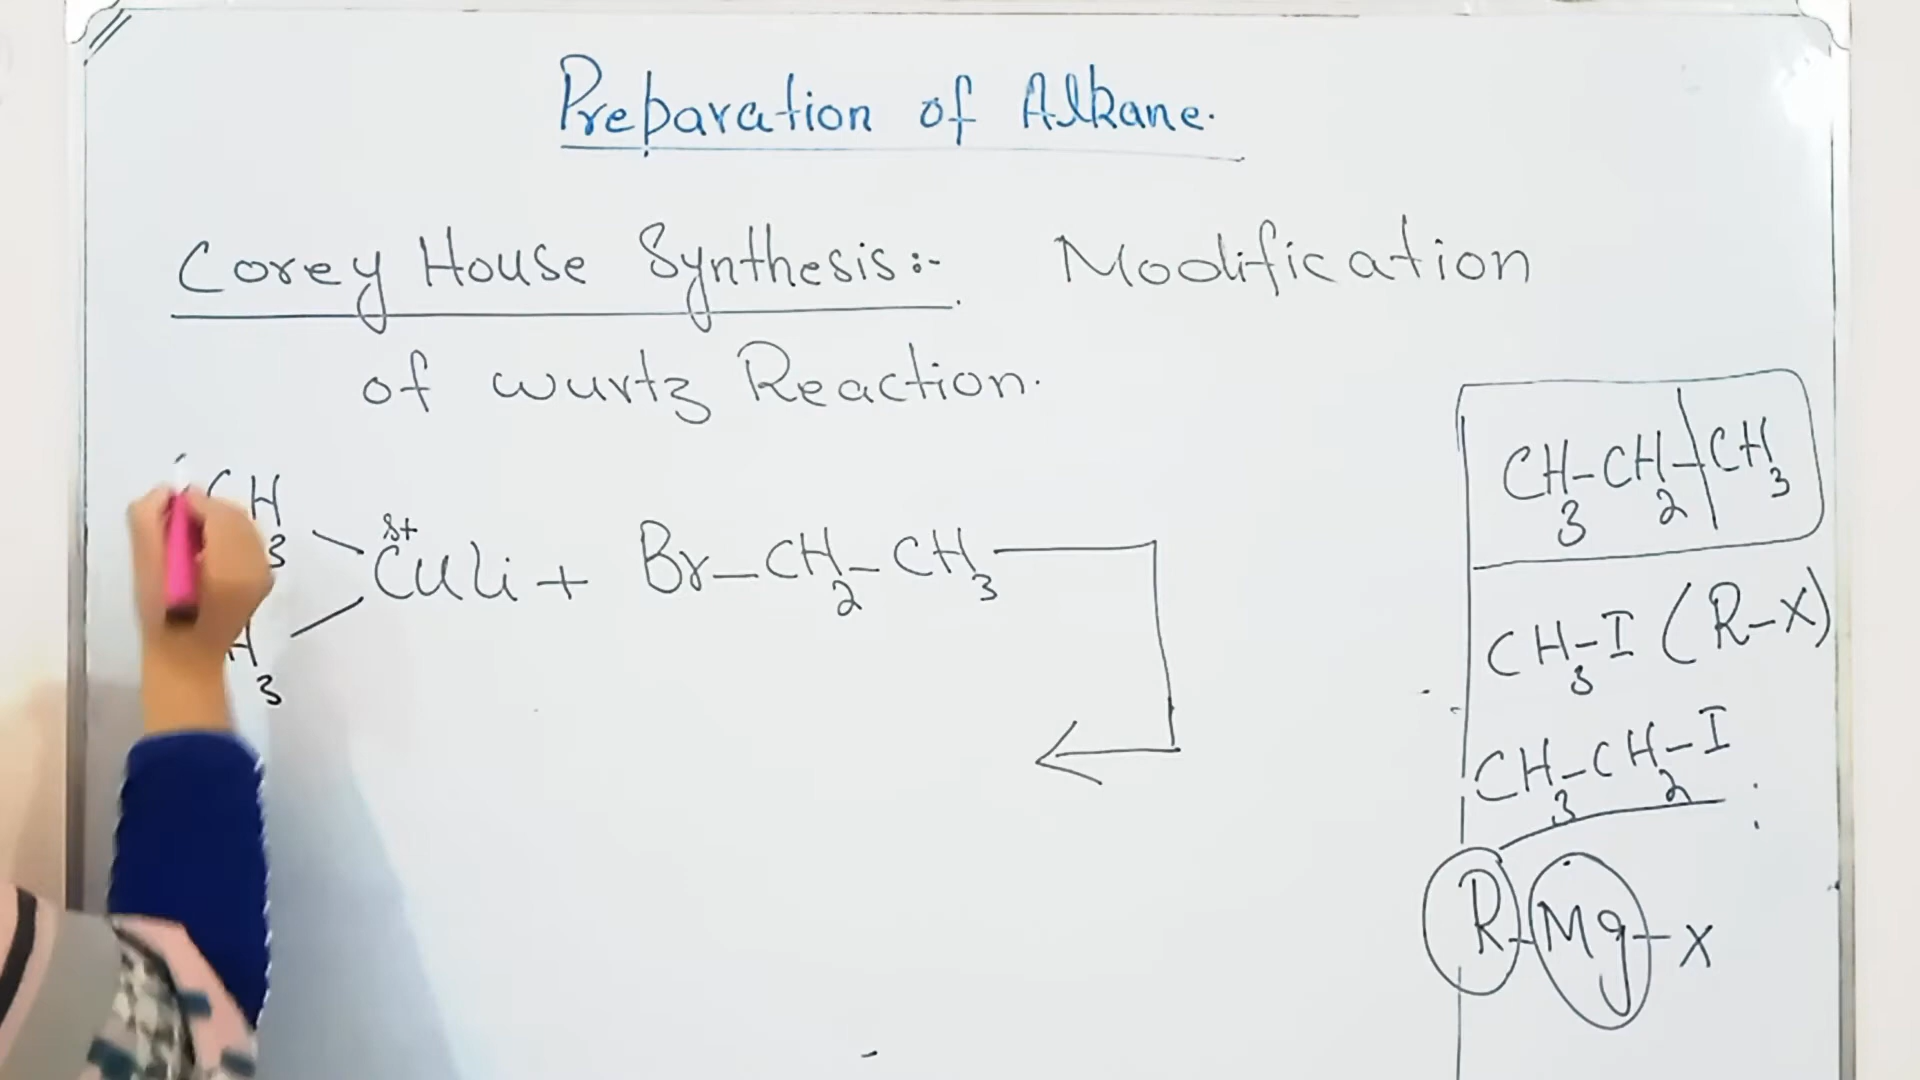 Preparation of Alkane.
Corey House Synthesis:- Modification
of wurtz Reaction.
CH3
δ+
CuLi + Br-CH2-CH3
H3
CH3-CH2-CH3
CH3-I (R-X)
CH3-CH2-I
R-Mg-X